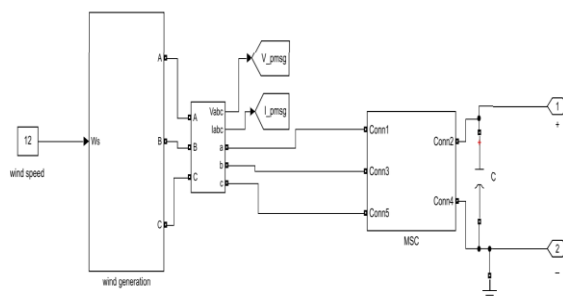 12
wind speed
Ws
A
B
C
wind generation
A
B
C
Vabc
Iabc
a
b
c
V_pmsg
I_pmsg
Conn1
Conn3
Conn5
Conn2
Conn4
MSC
C
1
+
2
−